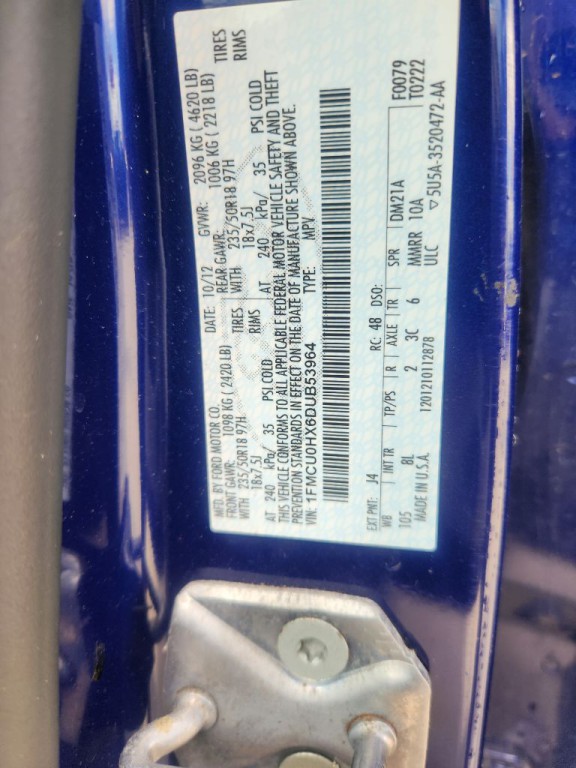 MFD. BY FORD MOTOR CO.
DATE: 10/12 GVWR: 2096 KG ( 4620 LB)
FRONT GAWR: 1098 KG ( 2420 LB) REAR GAWR: 1006 KG ( 2218 LB)
WITH 235/50R18 97H TIRES WITH 235/50R18 97H TIRES
18x7.5J RIMS 18x7.5J RIMS
AT 240 kPa/ 35 PSI COLD AT 240 kPa/ 35 PSI COLD
THIS VEHICLE CONFORMS TO ALL APPLICABLE FEDERAL MOTOR VEHICLE SAFETY AND THEFT
PREVENTION STANDARDS IN EFFECT ON THE DATE OF MANUFACTURE SHOWN ABOVE.
VIN: 1FMCU0HX6DUB53964 TYPE: MPV
F0079
T0222
EXT PNT: J4 RC: 48 DSO:
WB INT TR TP/PS R AXLE TR SPR DM21A
105 8L 2 3C 6 MMRR 10A
MADE IN U.S.A. 1201210112878 ULC
▽5U5A-3520472-AA